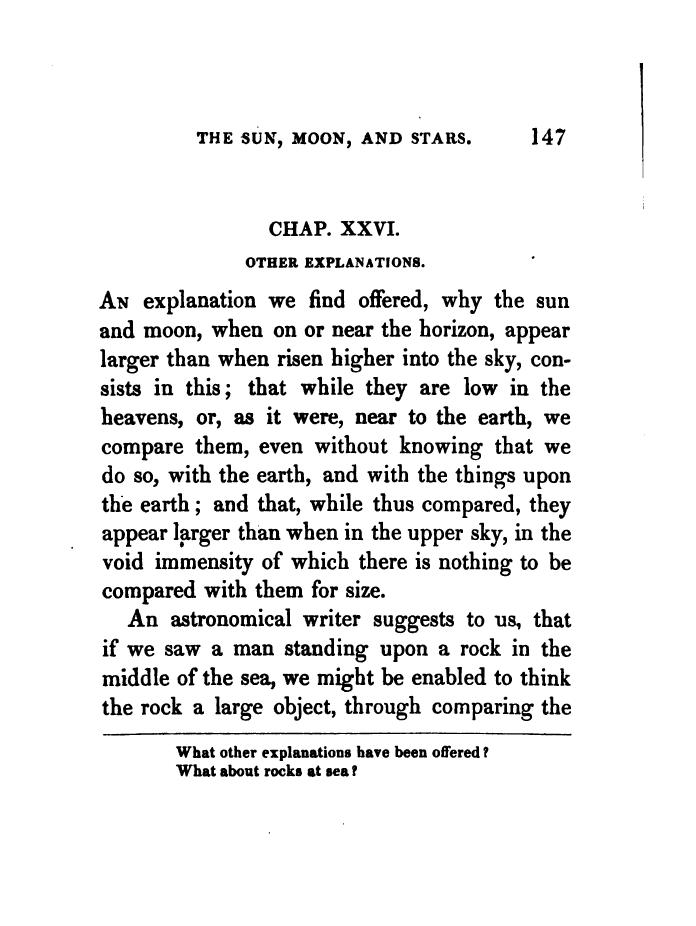 THE SUN, MOON, AND STARS. 147
CHAP. XXVI.
OTHER EXPLANATIONS.
AN explanation we find offered, why the sun
and moon, when on or near the horizon, appear
larger than when risen higher into the sky, con-
sists in this; that while they are low in the
heavens, or, as it were, near to the earth, we
compare them, even without knowing that we
do so, with the earth, and with the things upon
the earth; and that, while thus compared, they
appear larger than when in the upper sky, in the
void immensity of which there is nothing to be
compared with them for size.
An astronomical writer suggests to us, that
if we saw a man standing upon a rock in the
middle of the sea, we might be enabled to think
the rock a large object, through comparing the
What other explanations have been offered?
What about rocks at sea?